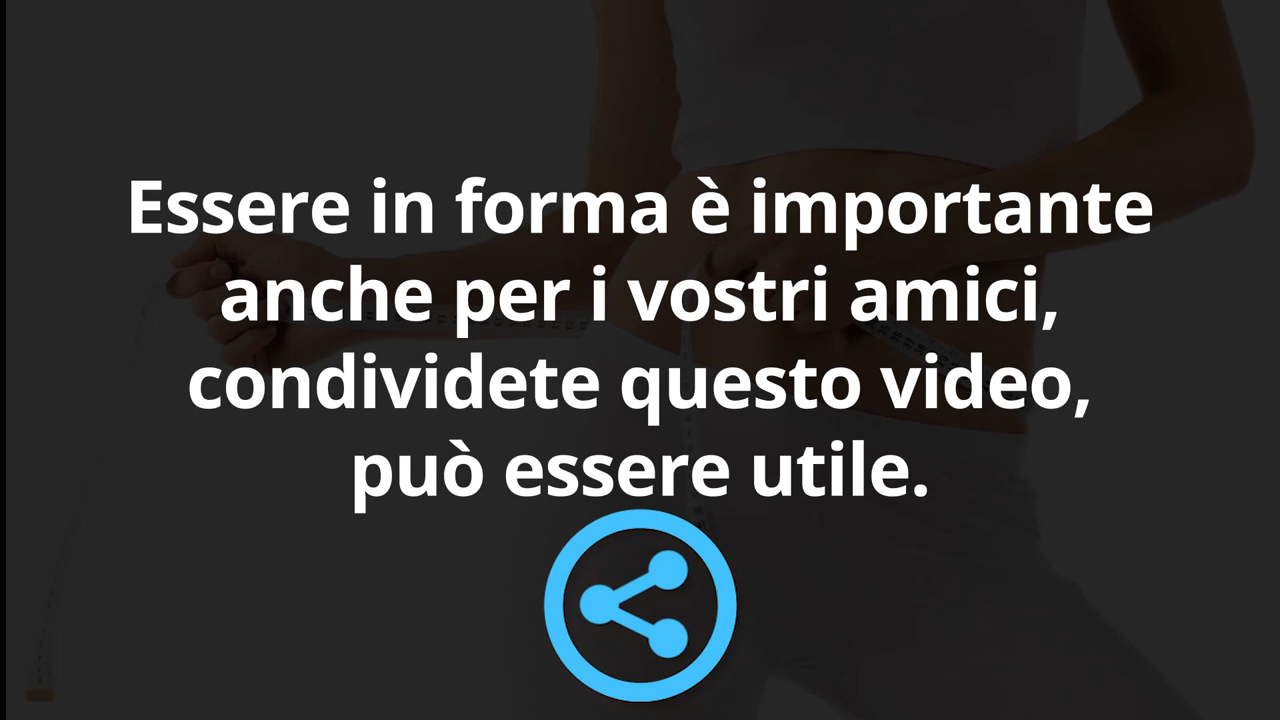 Essere in forma è importante
anche per i vostri amici,
condividete questo video,
può essere utile.